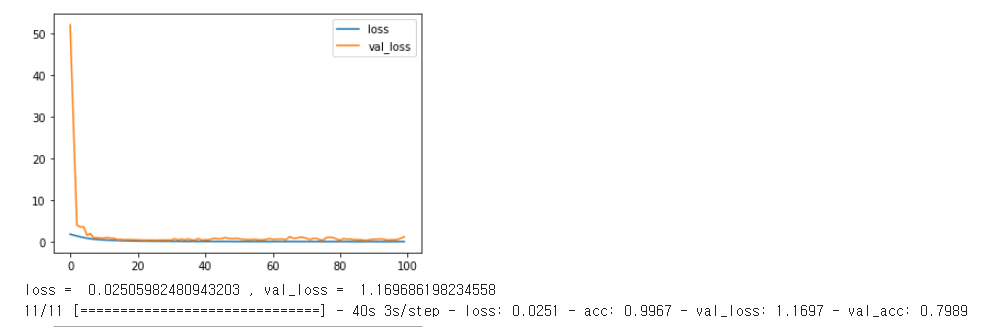 loss
val_loss
50
40
30
20
10
0
0 20 40 60 80 100
loss =  0.02505982480943203 , val_loss =  1.169686198234558
11/11 [==============================] - 40s 3s/step - loss: 0.0251 - acc: 0.9967 - val_loss: 1.1697 - val_acc: 0.7989